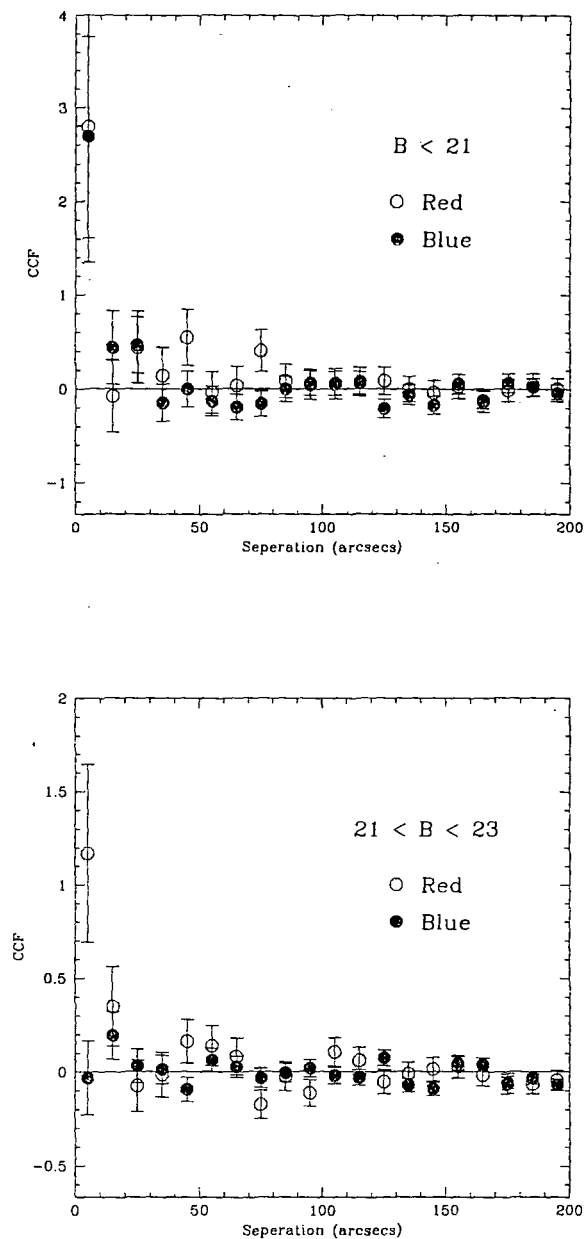 4
3
2
1
0
-1
CCF
B < 21
Red
Blue
0 50 100 150 200
Seperation (arcsecs)
2
1.5
1
0.5
0
-0.5
CCF
21 < B < 23
Red
Blue
0 50 100 150 200
Seperation (arcsecs)